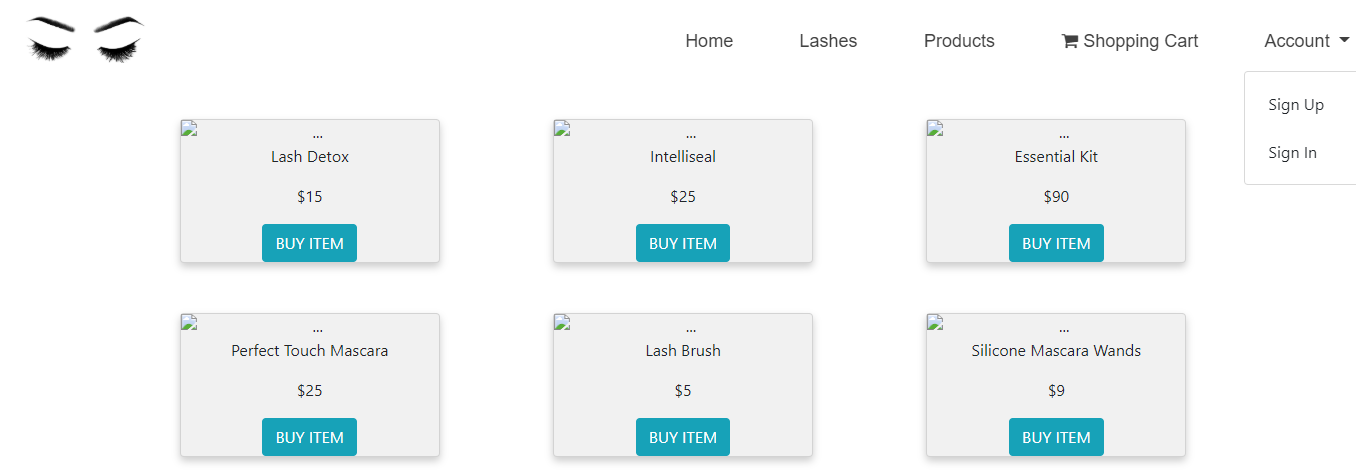 Home Lashes Products Shopping Cart Account
Sign Up
Sign In
... ... ...
Lash Detox Intelliseal Essential Kit
$15 $25 $90
BUY ITEM BUY ITEM BUY ITEM
... ... ...
Perfect Touch Mascara Lash Brush Silicone Mascara Wands
$25 $5 $9
BUY ITEM BUY ITEM BUY ITEM